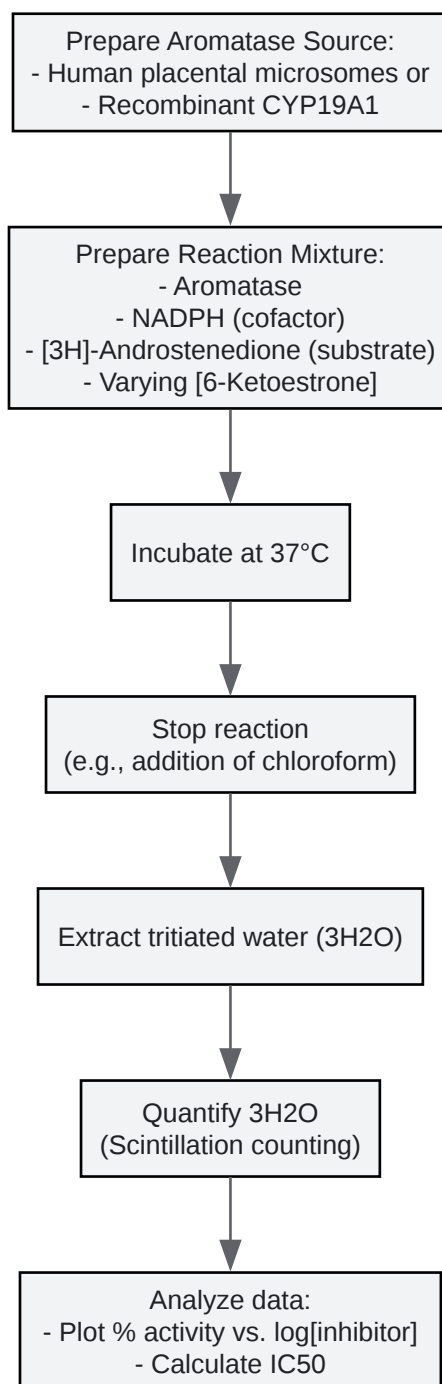 Prepare Aromatase Source:
- Human placental microsomes or
- Recombinant CYP19A1
Prepare Reaction Mixture:
- Aromatase
- NADPH (cofactor)
- [3H]-Androstenedione (substrate)
- Varying [6-Ketoestrone]
Incubate at 37°C
Stop reaction
(e.g., addition of chloroform)
Extract tritiated water (3H2O)
Quantify 3H2O
(Scintillation counting)
Analyze data:
- Plot % activity vs. log[inhibitor]
- Calculate IC50